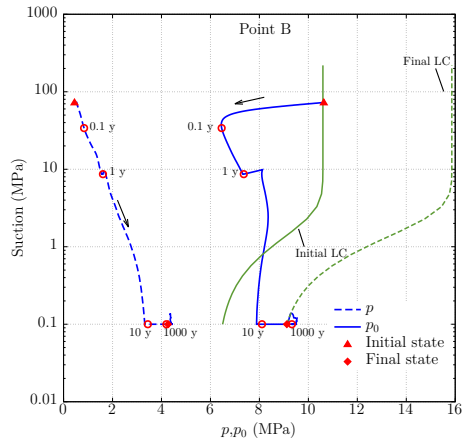 Point B
1000
100
10
1
0.1
0.01
Suction (MPa)
Final LC
0.1 y
0.1 y
1 y
1 y
Initial LC
10 y
1000 y
10 y
1000 y
p
p0
Initial state
Final state
0
2
4
6
8
10
12
14
16
p,p0 (MPa)